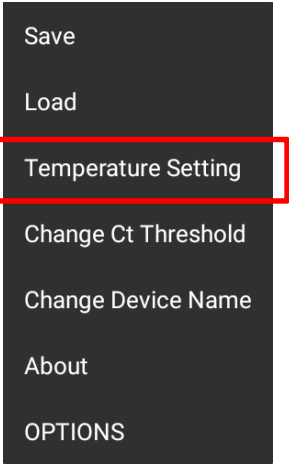 Save
Load
Temperature Setting
Change Ct Threshold
Change Device Name
About
OPTIONS